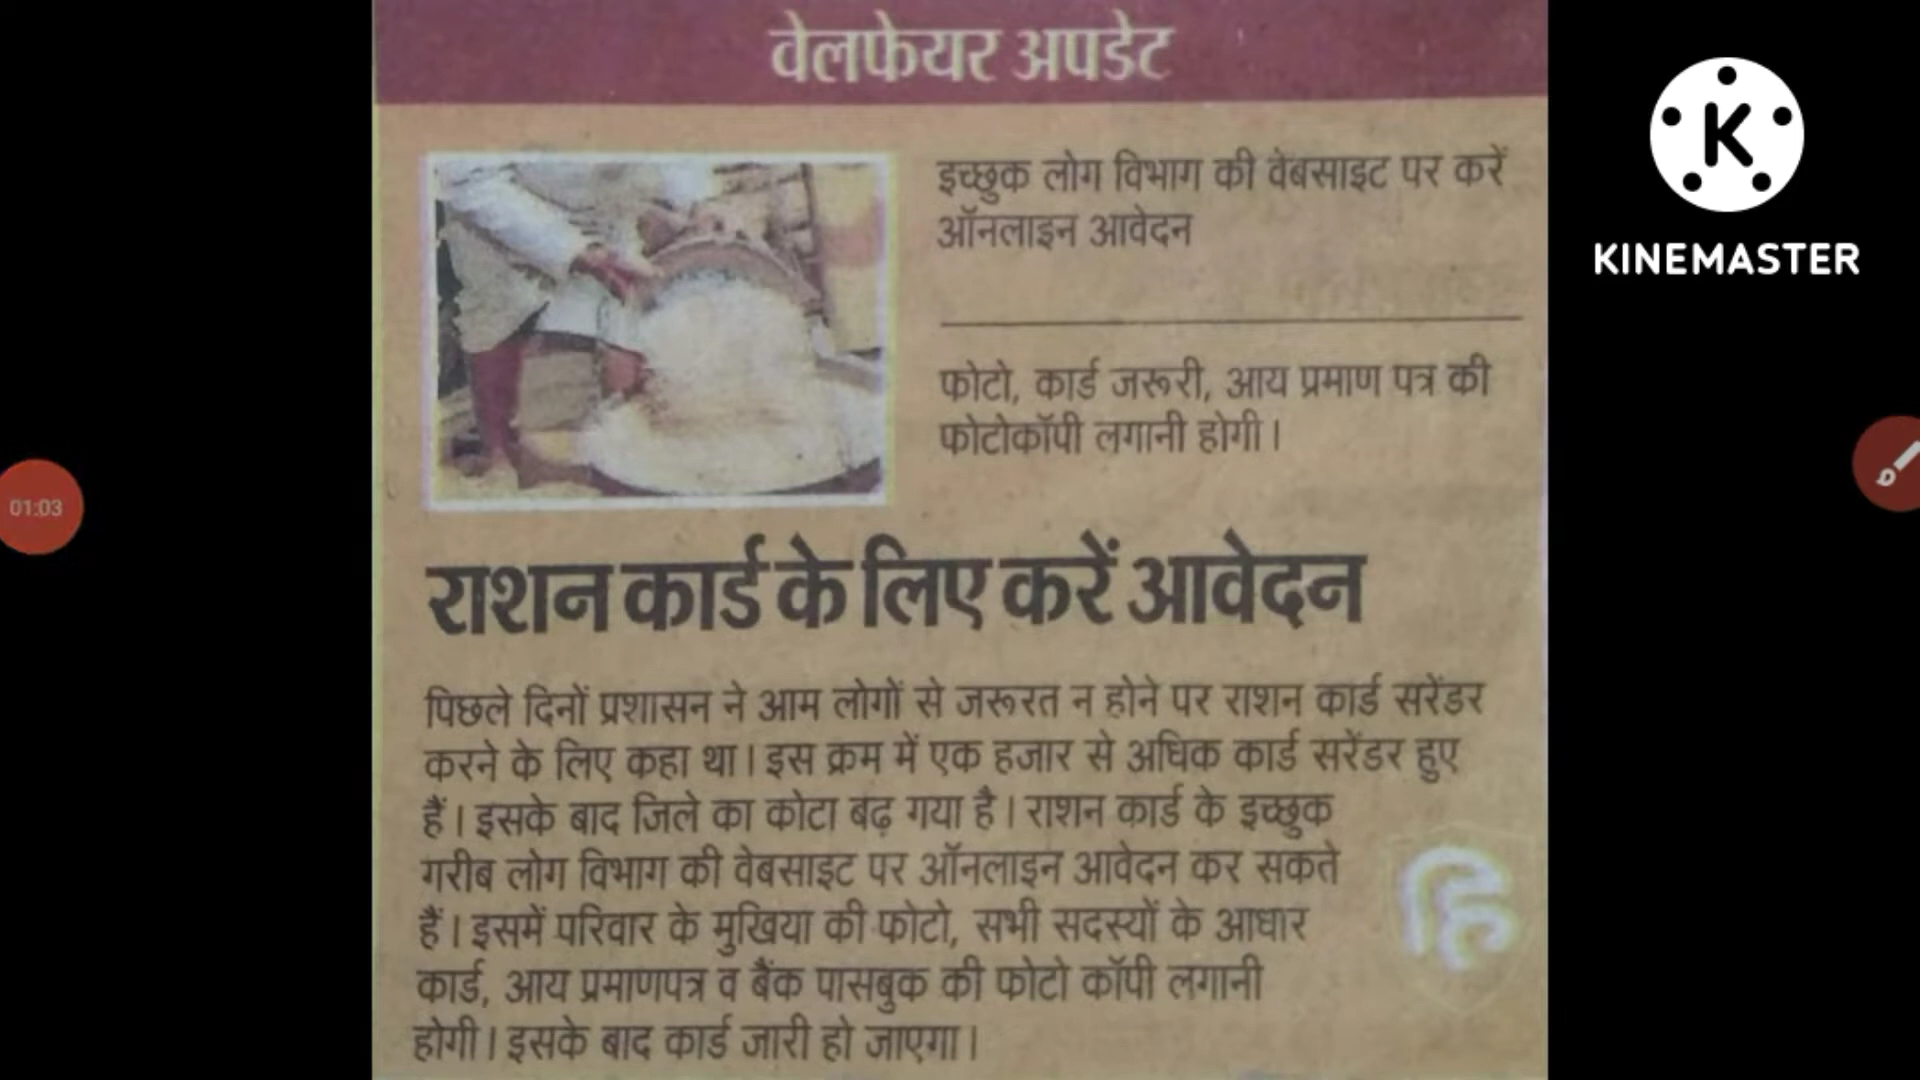 वेलफेयर अपडेट
इच्छुक लोग विभाग की वेबसाइट पर करें
ऑनलाइन आवेदन
फोटो, कार्ड जरूरी, आय प्रमाण पत्र की
फोटोकॉपी लगानी होगी।
राशन कार्ड के लिए करें आवेदन
पिछले दिनों प्रशासन ने आम लोगों से जरूरत न होने पर राशन कार्ड सरेंडर
करने के लिए कहा था। इस क्रम में एक हजार से अधिक कार्ड सरेंडर हुए
हैं। इसके बाद जिले का कोटा बढ़ गया है। राशन कार्ड के इच्छुक
गरीब लोग विभाग की वेबसाइट पर ऑनलाइन आवेदन कर सकते
हैं। इसमें परिवार के मुखिया की फोटो, सभी सदस्यों के आधार
कार्ड, आय प्रमाणपत्र व बैंक पासबुक की फोटो कॉपी लगानी
होगी। इसके बाद कार्ड जारी हो जाएगा।
हि
K
KINEMASTER
01:03